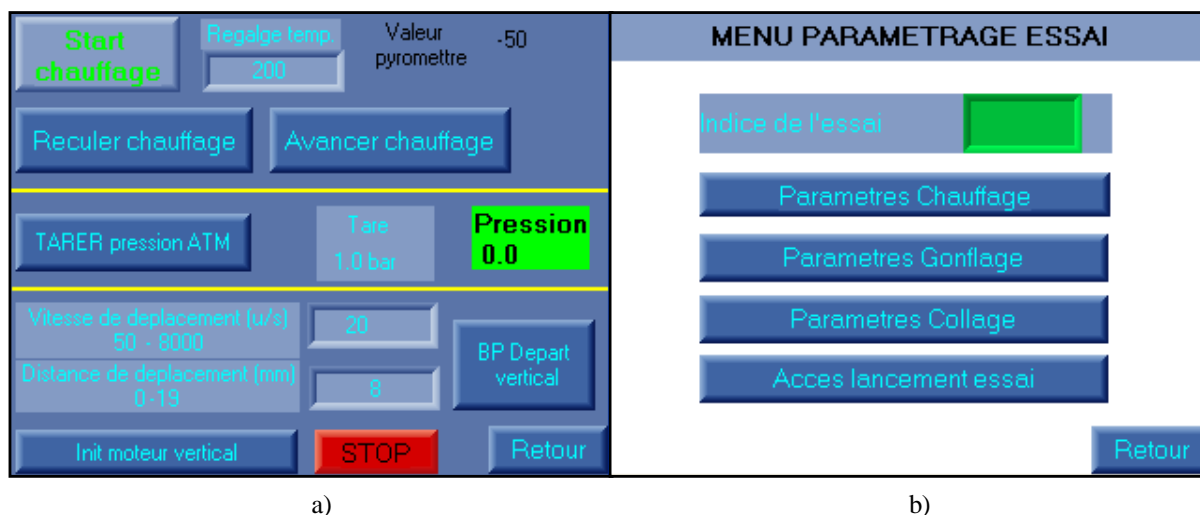 Start
chauffage
Regalge temp.
200
Valeur
pyromettre
-50
Reculer chauffage
Avancer chauffage
TARER pression ATM
Tare
1.0 bar
Pression
0.0
Vitesse de deplacement (u/s)
50 - 8000
20
Distance de deplacement (mm)
0-19
8
BP Depart
vertical
Init moteur vertical
STOP
Retour
a)
MENU PARAMETRAGE ESSAI
Indice de l'essai
Parametres Chauffage
Parametres Gonflage
Parametres Collage
Acces lancement essai
Retour
b)